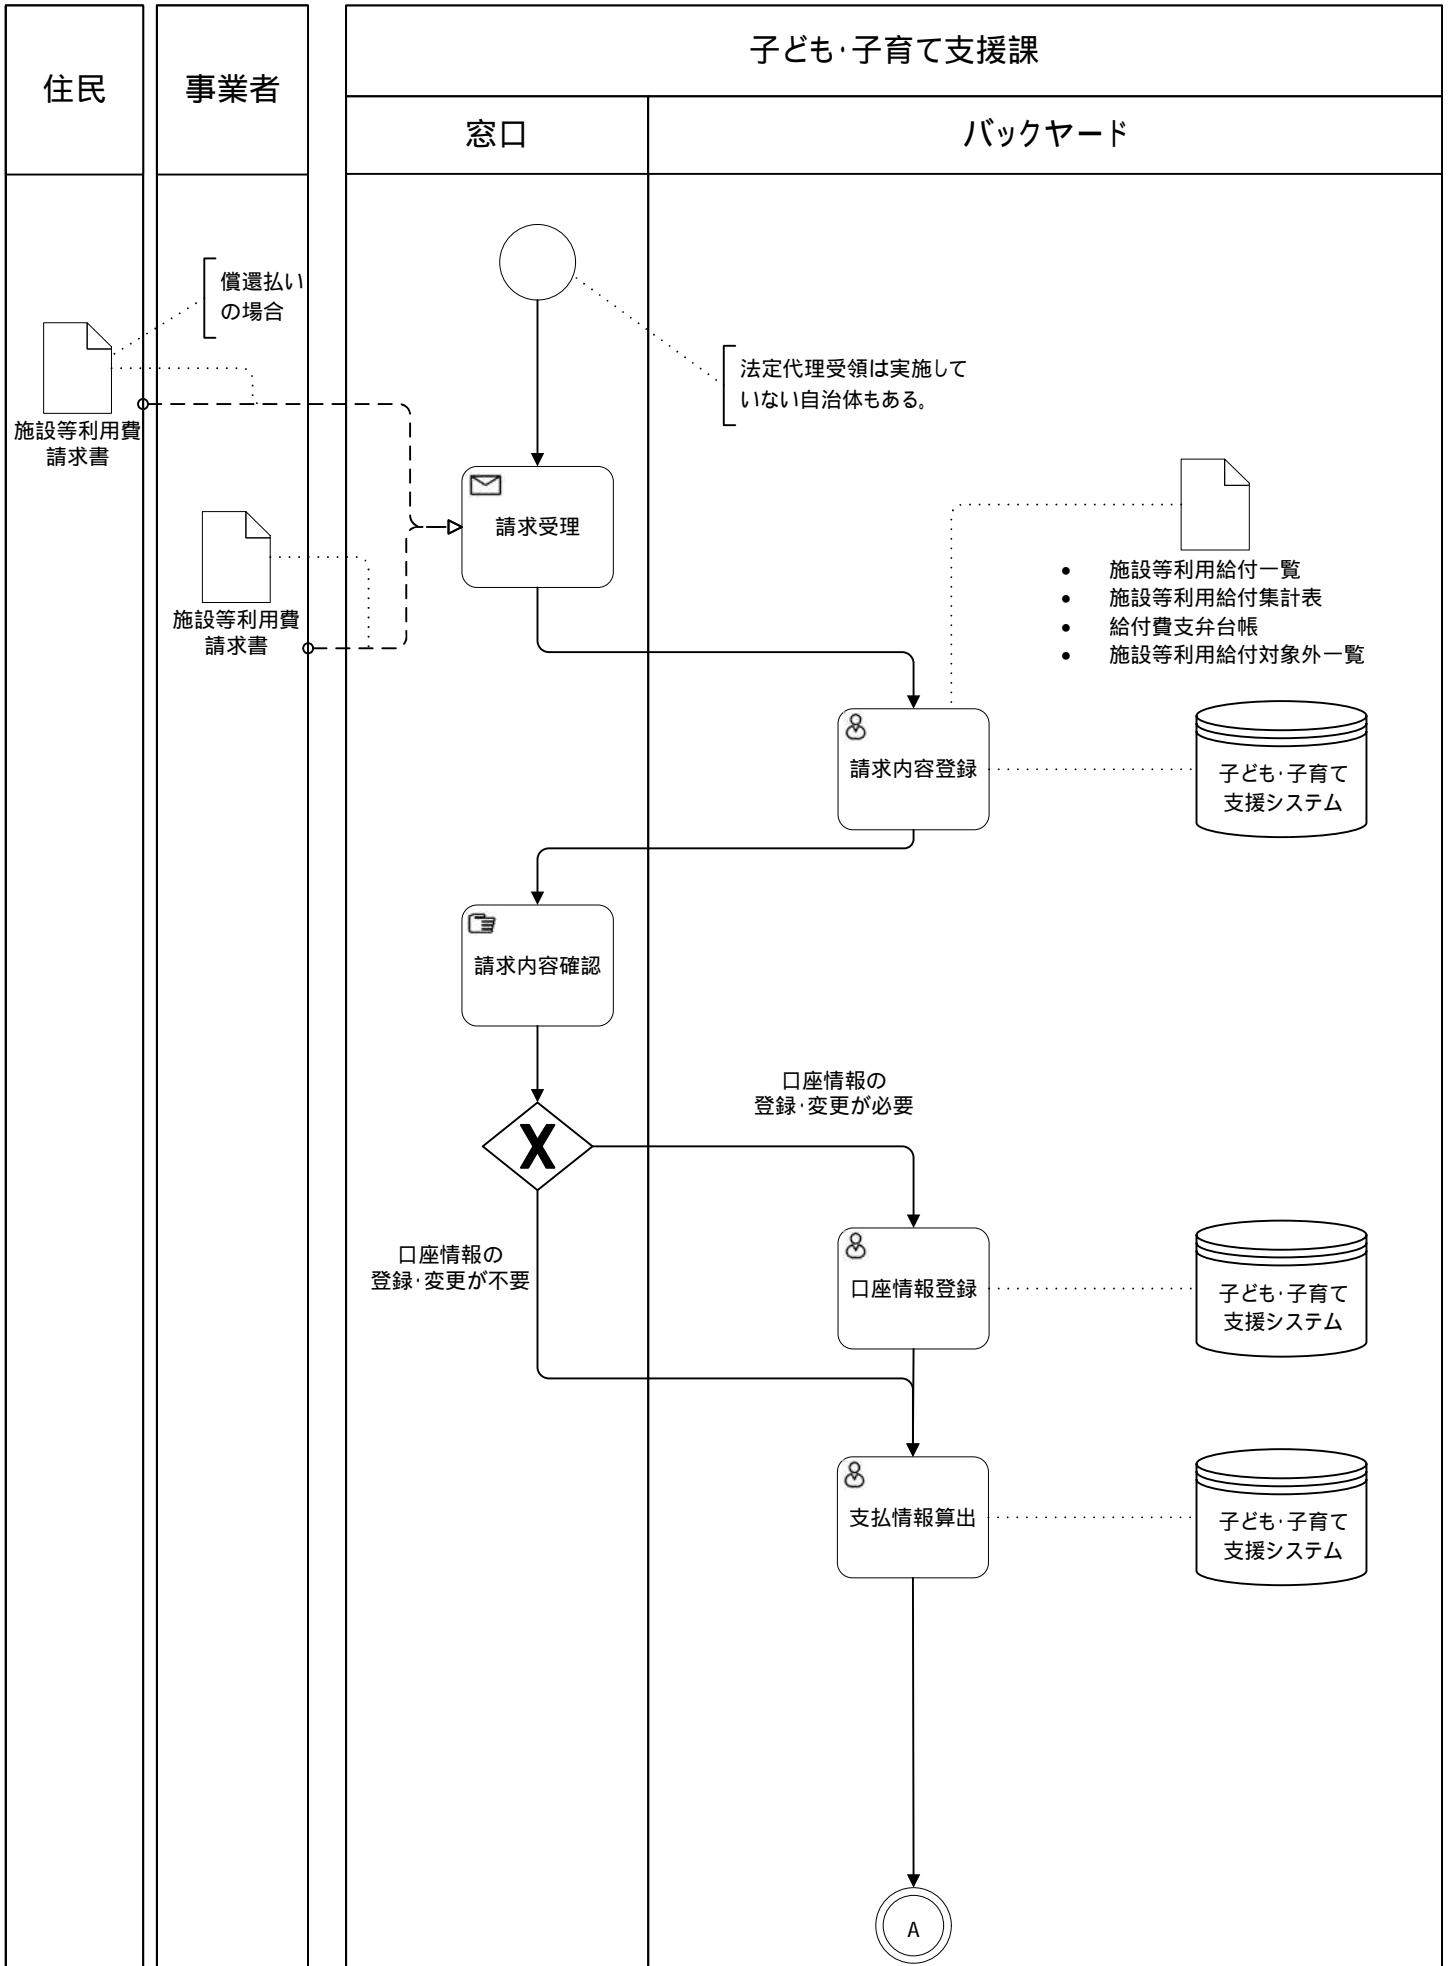 住民
事業者
子ども・子育て支援課
窓口
バックヤード
償還払い
の場合
施設等利用費
請求書
法定代理受領は実施して
いない自治体もある。
請求受理
施設等利用費
請求書
• 施設等利用給付一覧
• 施設等利用給付集計表
• 給付費支弁台帳
• 施設等利用給付対象外一覧
請求内容登録
子ども・子育て
支援システム
請求内容確認
口座情報の
登録・変更が必要
X
口座情報の
登録・変更が不要
口座情報登録
子ども・子育て
支援システム
支払情報算出
子ども・子育て
支援システム
A